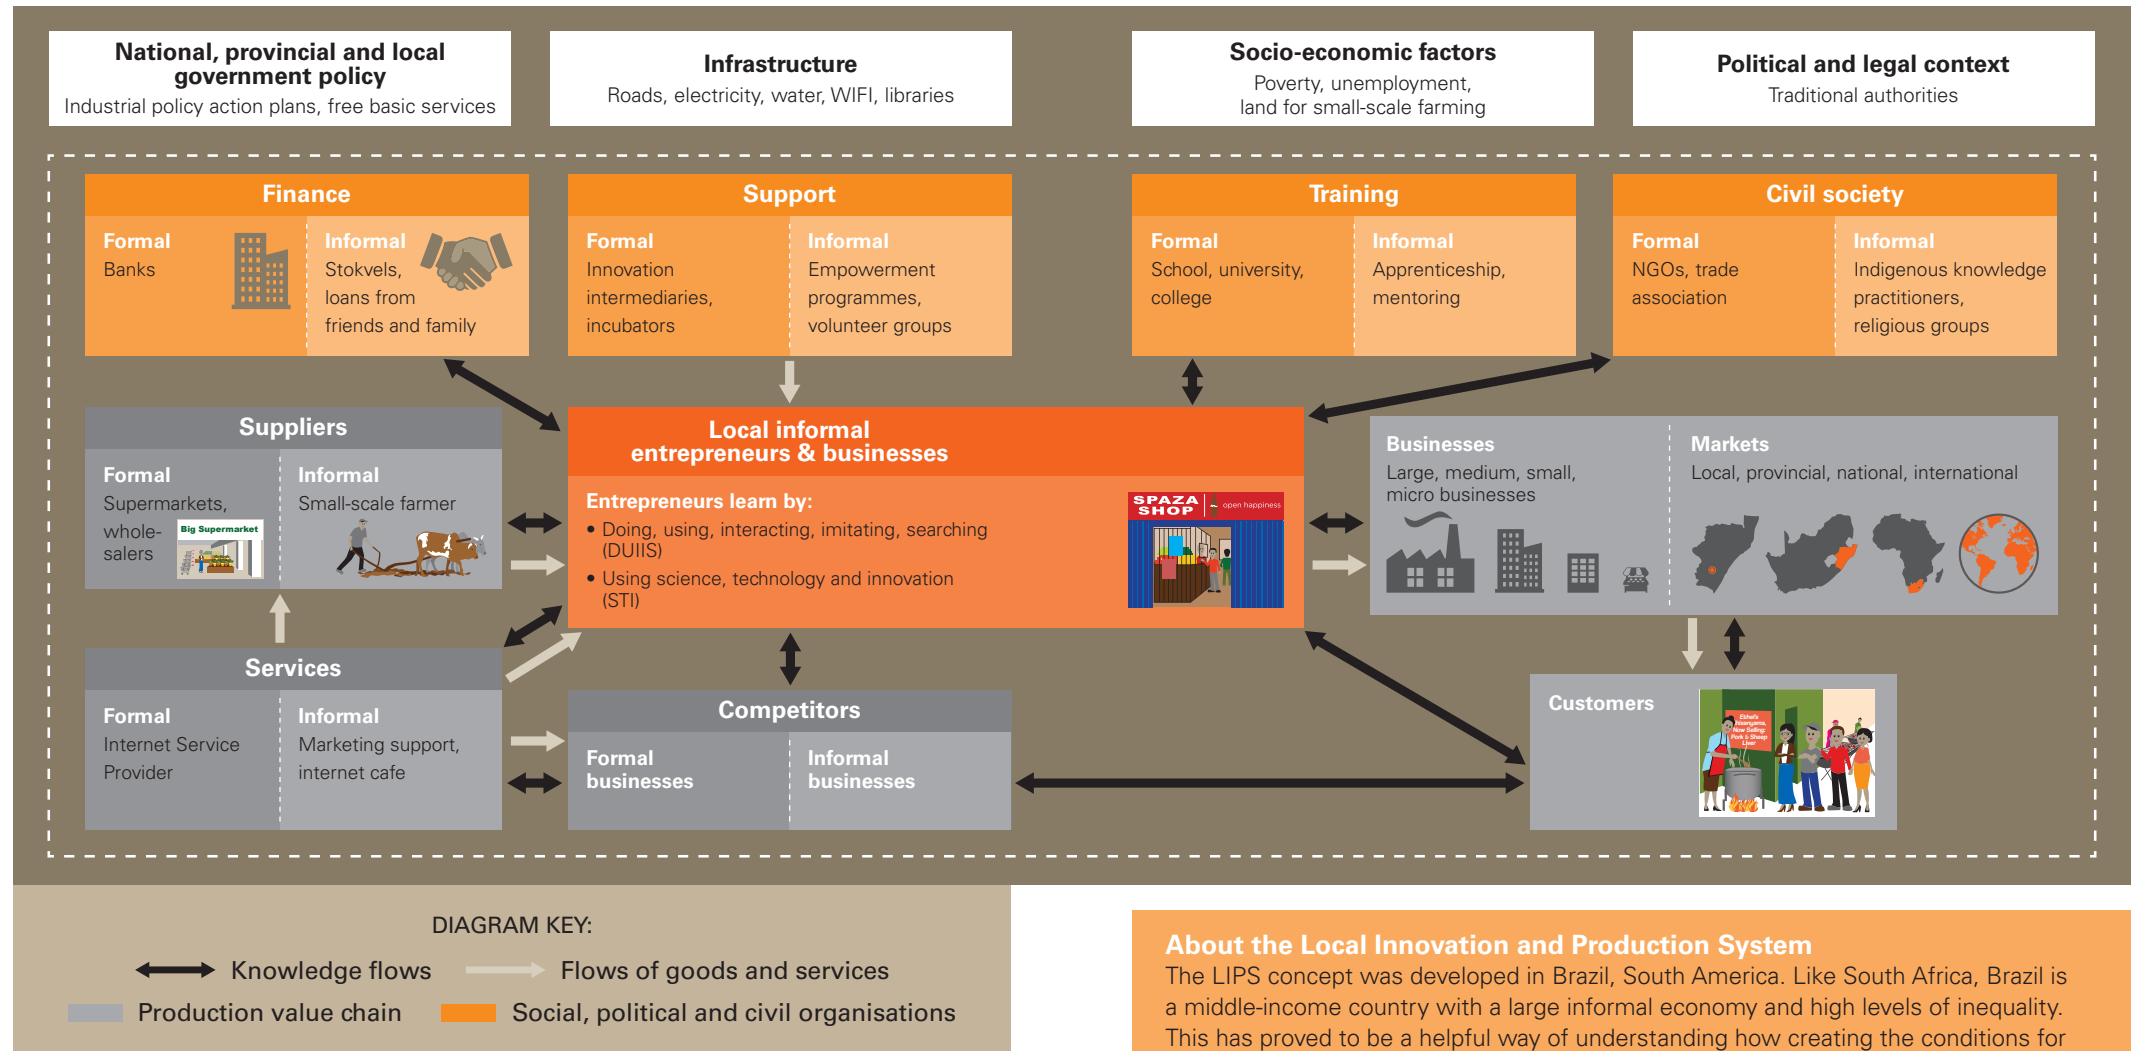 National, provincial and local
government policy
Industrial policy action plans, free basic services
Infrastructure
Roads, electricity, water, WIFI, libraries
Socio-economic factors
Poverty, unemployment,
land for small-scale farming
Political and legal context
Traditional authorities
Finance
Formal
Banks
Informal
Stokvels,
loans from
friends and family
Support
Formal
Innovation
intermediaries,
incubators
Informal
Empowerment
programmes,
volunteer groups
Training
Formal
School, university,
college
Informal
Apprenticeship,
mentoring
Civil society
Formal
NGOs, trade
association
Informal
Indigenous knowledge
practitioners,
religious groups
Suppliers
Formal
Supermarkets,
whole-
salers
Big Supermarket
Informal
Small-scale farmer
Local informal
entrepreneurs & businesses
Entrepreneurs learn by:
• Doing, using, interacting, imitating, searching
(DUIIS)
• Using science, technology and innovation
(STI)
SPAZA
SHOP
open happiness
Businesses
Large, medium, small,
micro businesses
Markets
Local, provincial, national, international
Services
Formal
Internet Service
Provider
Informal
Marketing support,
internet cafe
Competitors
Formal
businesses
Informal
businesses
Customers
Now Selling:
Pork & Sheep
Liver
DIAGRAM KEY:
Knowledge flows
Flows of goods and services
Production value chain
Social, political and civil organisations
About the Local Innovation and Production System
The LIPS concept was developed in Brazil, South America. Like South Africa, Brazil is
a middle-income country with a large informal economy and high levels of inequality.
This has proved to be a helpful way of understanding how creating the conditions for